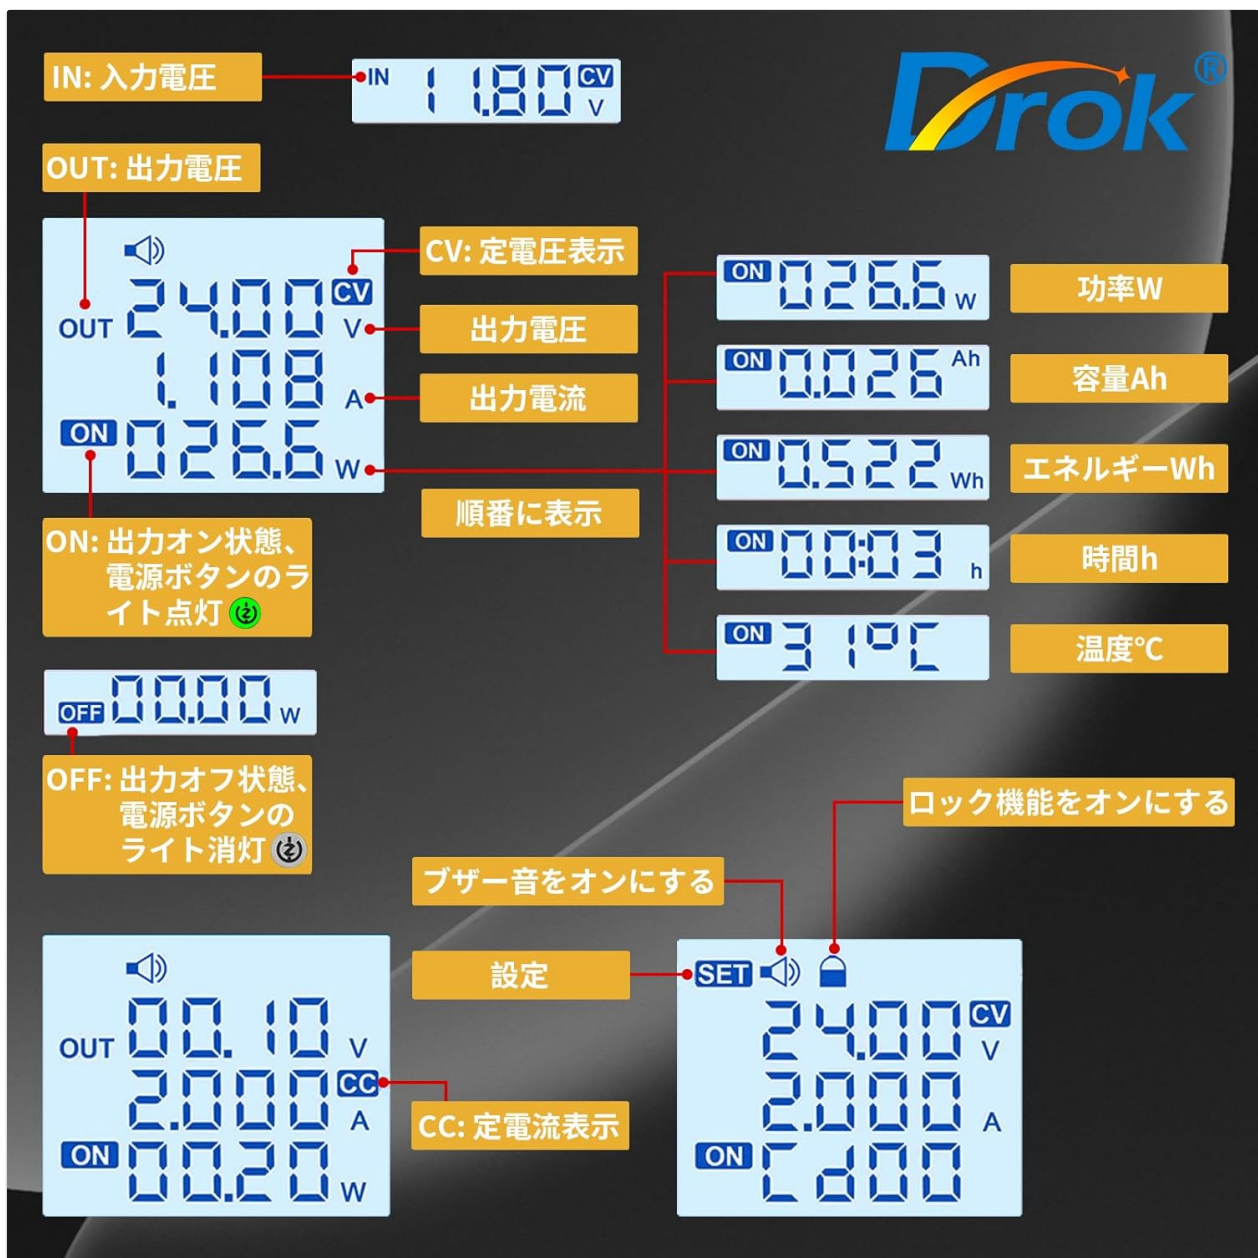 IN: 入力電圧
IN 11.80 CV
V
Drok®
OUT: 出力電圧
OUT 24.00 CV
V
1.108 A
ON 026.6 W
CV: 定電圧表示
出力電圧
出力電流
順番に表示
ON 026.6 W
功率W
ON 0.026 Ah
容量Ah
ON 0.522 Wh
エネルギーWh
ON 00:03 h
時間h
ON 31°C
温度°C
ON: 出力オン状態、
電源ボタンのラ
イト点灯
OFF 00.00 W
OFF: 出力オフ状態、
電源ボタンの
ライト消灯
ロック機能をオンにする
ブザー音をオンにする
設定
OUT 00.10 V
2.000 CC
A
ON 00.20 W
CC: 定電流表示
SET
24.00 CV
V
2.000 A
ON Cd00